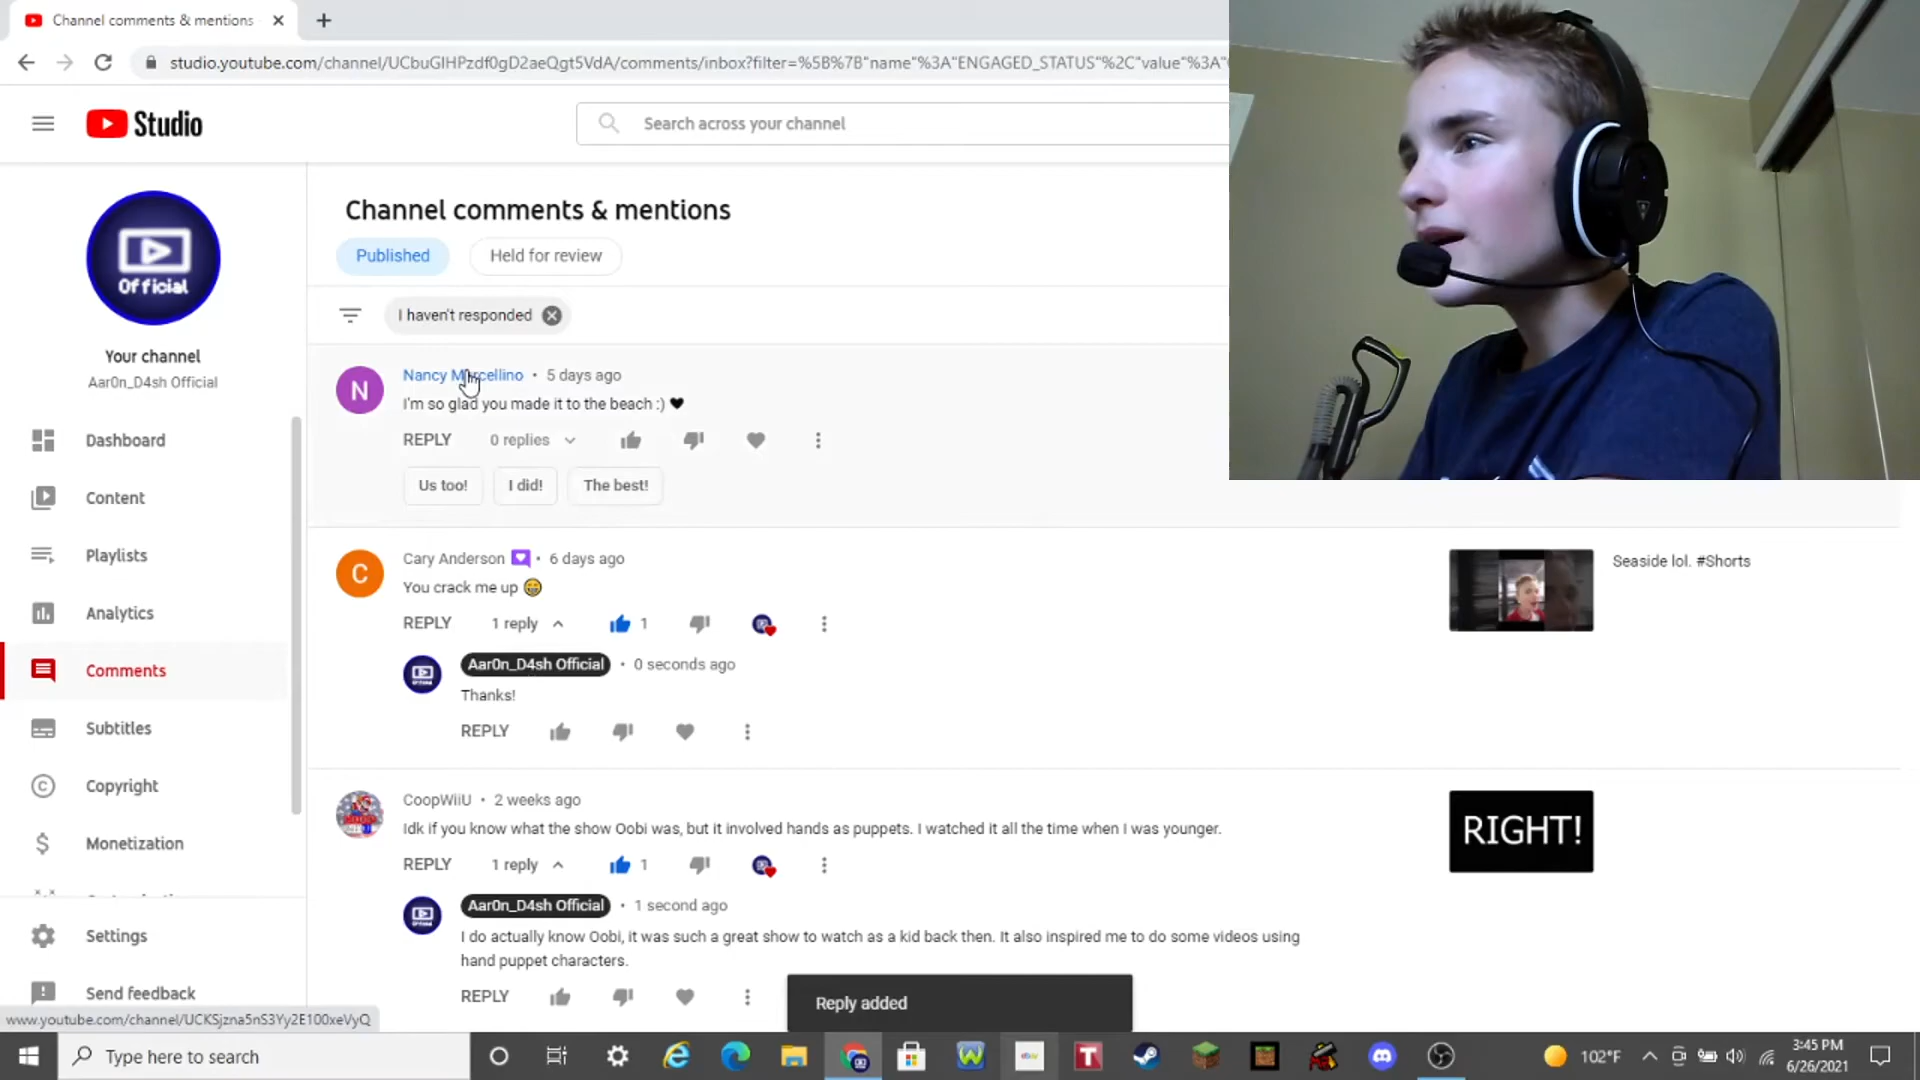 Channel comments & mentions
studio.youtube.com/channel/UCbuGlHPzdf0gD2aeQgt5VdA/comments/inbox?filter=%5B%7B"name"%3A"ENGAGED_STATUS"%2C"value"%3A"
Studio
Search across your channel
Official
Your channel
Aar0n_D4sh Official
Dashboard
Content
Playlists
Analytics
Comments
Subtitles
Copyright
Monetization
Settings
Send feedback
Channel comments & mentions
Published
Held for review
I haven't responded
N
Nancy Marcellino • 5 days ago
I'm so glad you made it to the beach :) 🖤
REPLY 0 replies
Us too! I did! The best!
C
Cary Anderson • 6 days ago
You crack me up 😁
REPLY 1 reply 1
Aar0n_D4sh Official • 0 seconds ago
Thanks!
REPLY
Seaside lol. #Shorts
CoopWiiU • 2 weeks ago
Idk if you know what the show Oobi was, but it involved hands as puppets. I watched it all the time when I was younger.
REPLY 1 reply 1
RIGHT!
Aar0n_D4sh Official • 1 second ago
I do actually know Oobi, it was such a great show to watch as a kid back then. It also inspired me to do some videos using
hand puppet characters.
REPLY
Reply added
www.youtube.com/channel/UCKSjzna5nS3Yy2E100xeVyQ
Type here to search
ebay
102°F
3:45 PM
6/26/2021